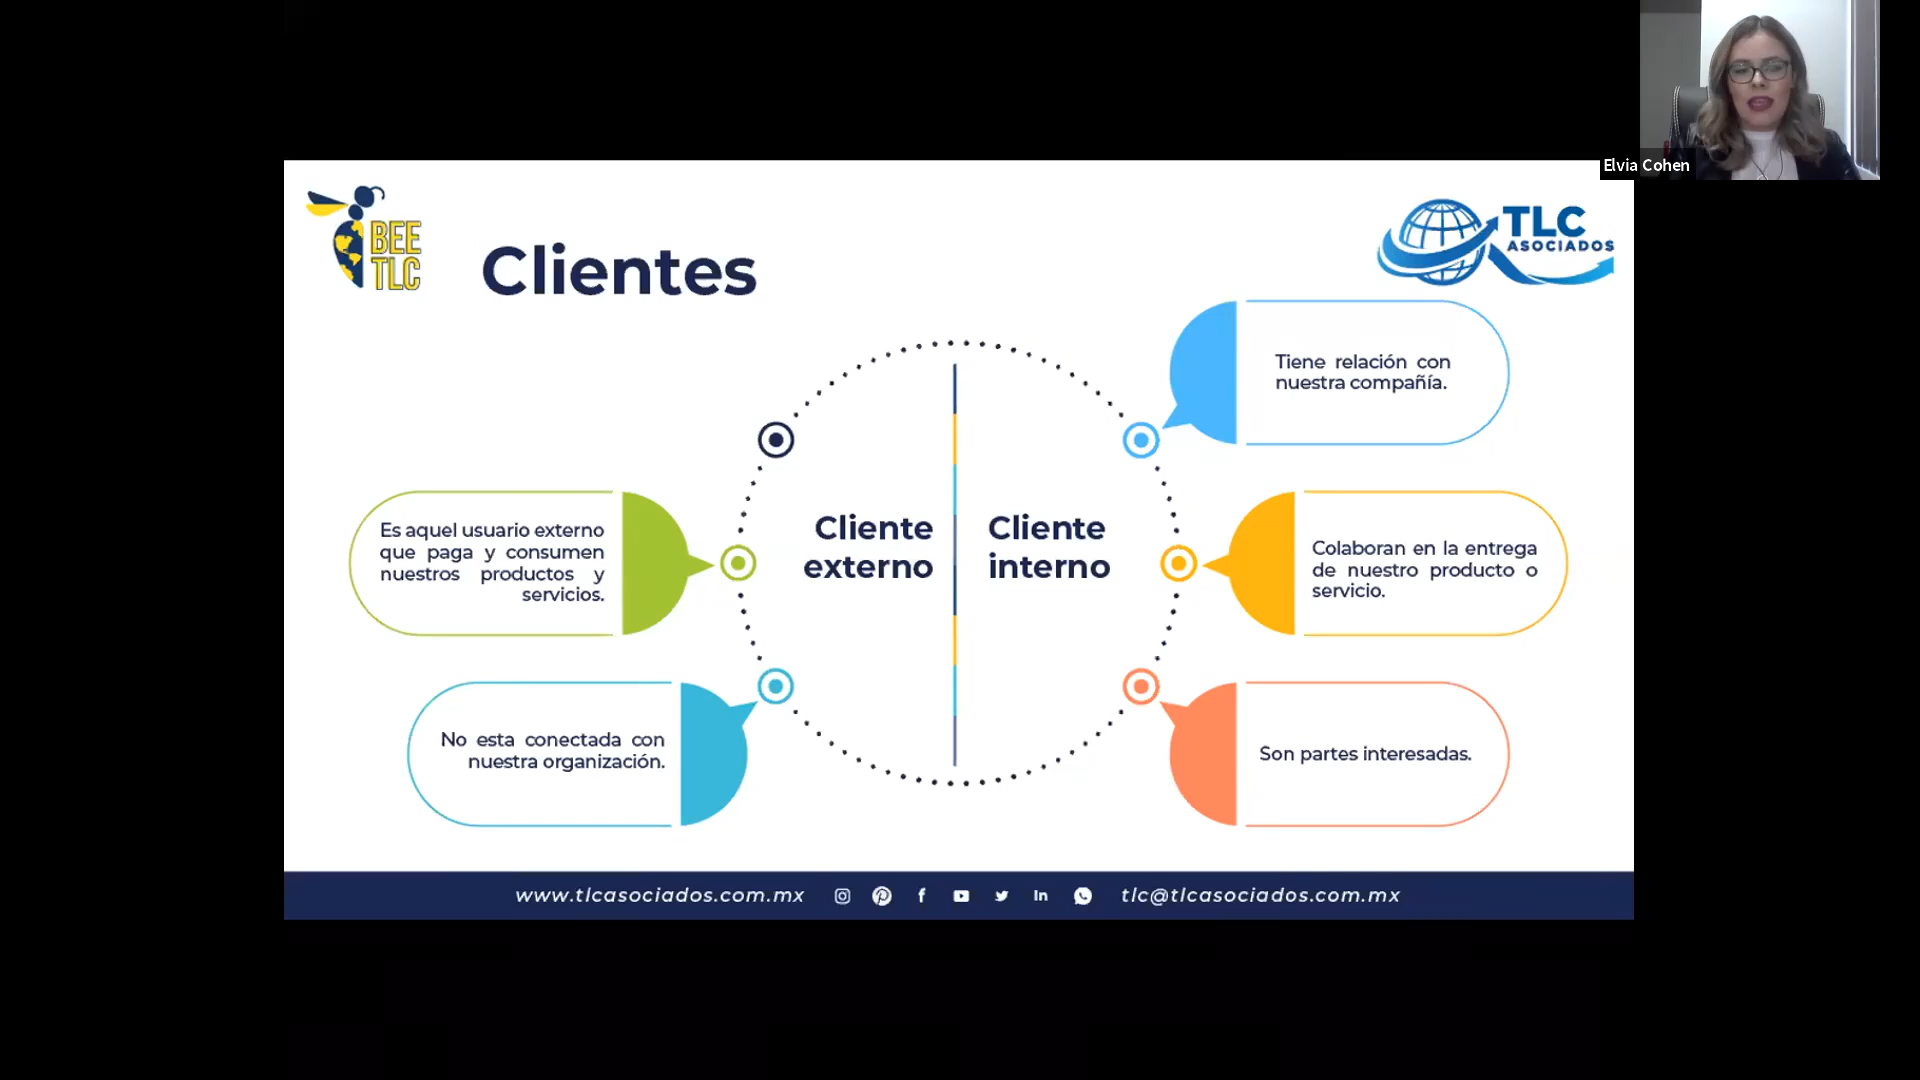 Elvia Cohen
BEE
TLC
Clientes
TLC
ASOCIADOS
Cliente
externo
Es aquel usuario externo
que paga y consumen
nuestros productos y
servicios.
No esta conectada con
nuestra organización.
Cliente
interno
Tiene relación con
nuestra compañía.
Colaboran en la entrega
de nuestro producto o
servicio.
Son partes interesadas.
www.tlcasociados.com.mx
tlc@tlcasociados.com.mx